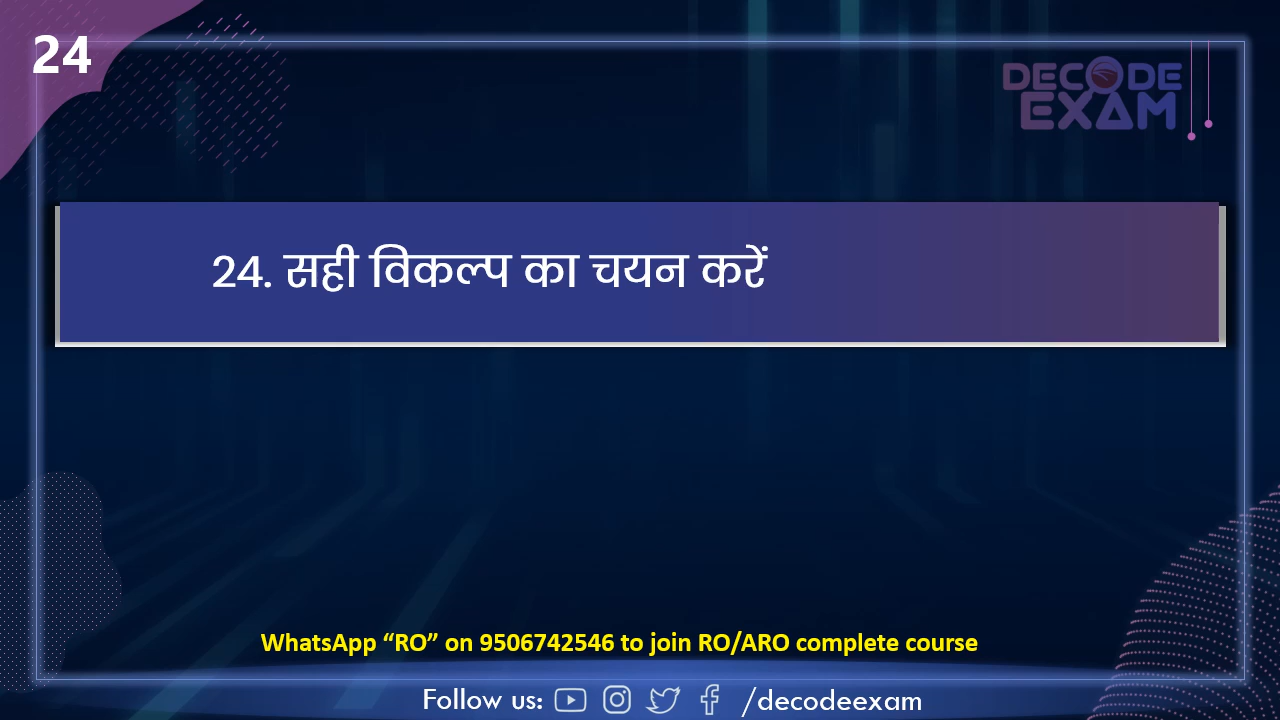 24
DECODE
EXAM
24. सही विकल्प का चयन करें
WhatsApp “RO” on 9506742546 to join RO/ARO complete course
Follow us: /decodeexam